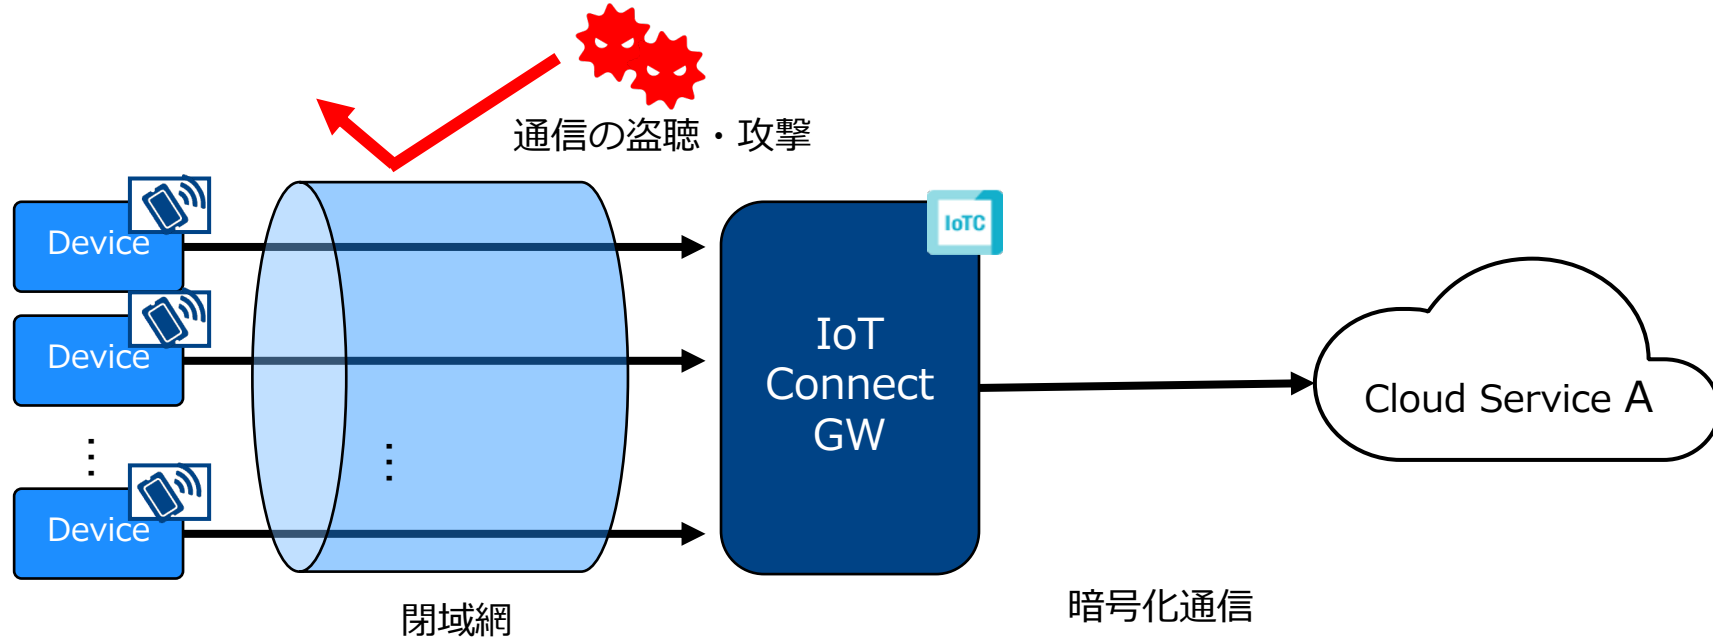 通信の盗聴・攻撃
Device
Device
Device
IoTC
IoT
Connect
GW
Cloud Service A
閉域網
暗号化通信